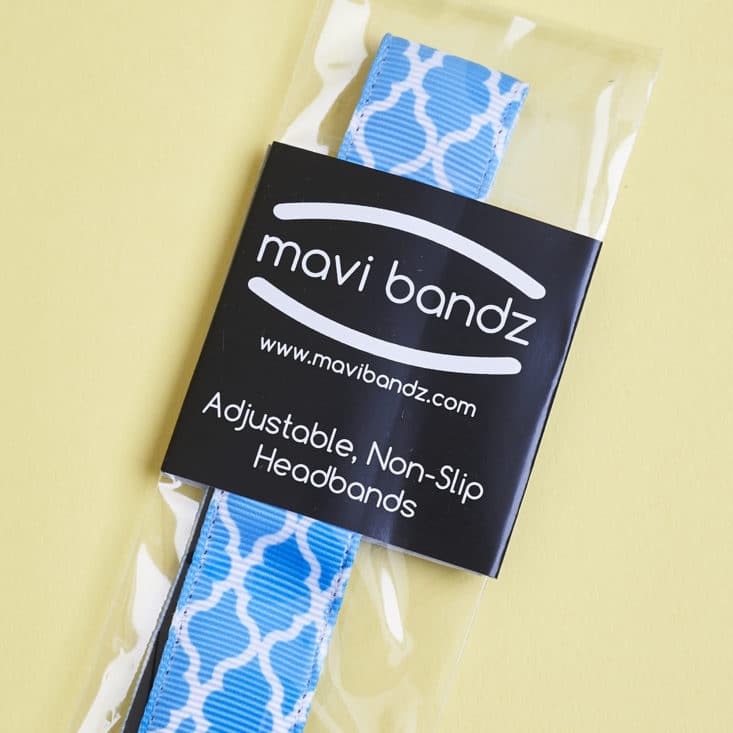 mavi bandz
www.mavibandz.com
Adjustable, Non-Slip
Headbands